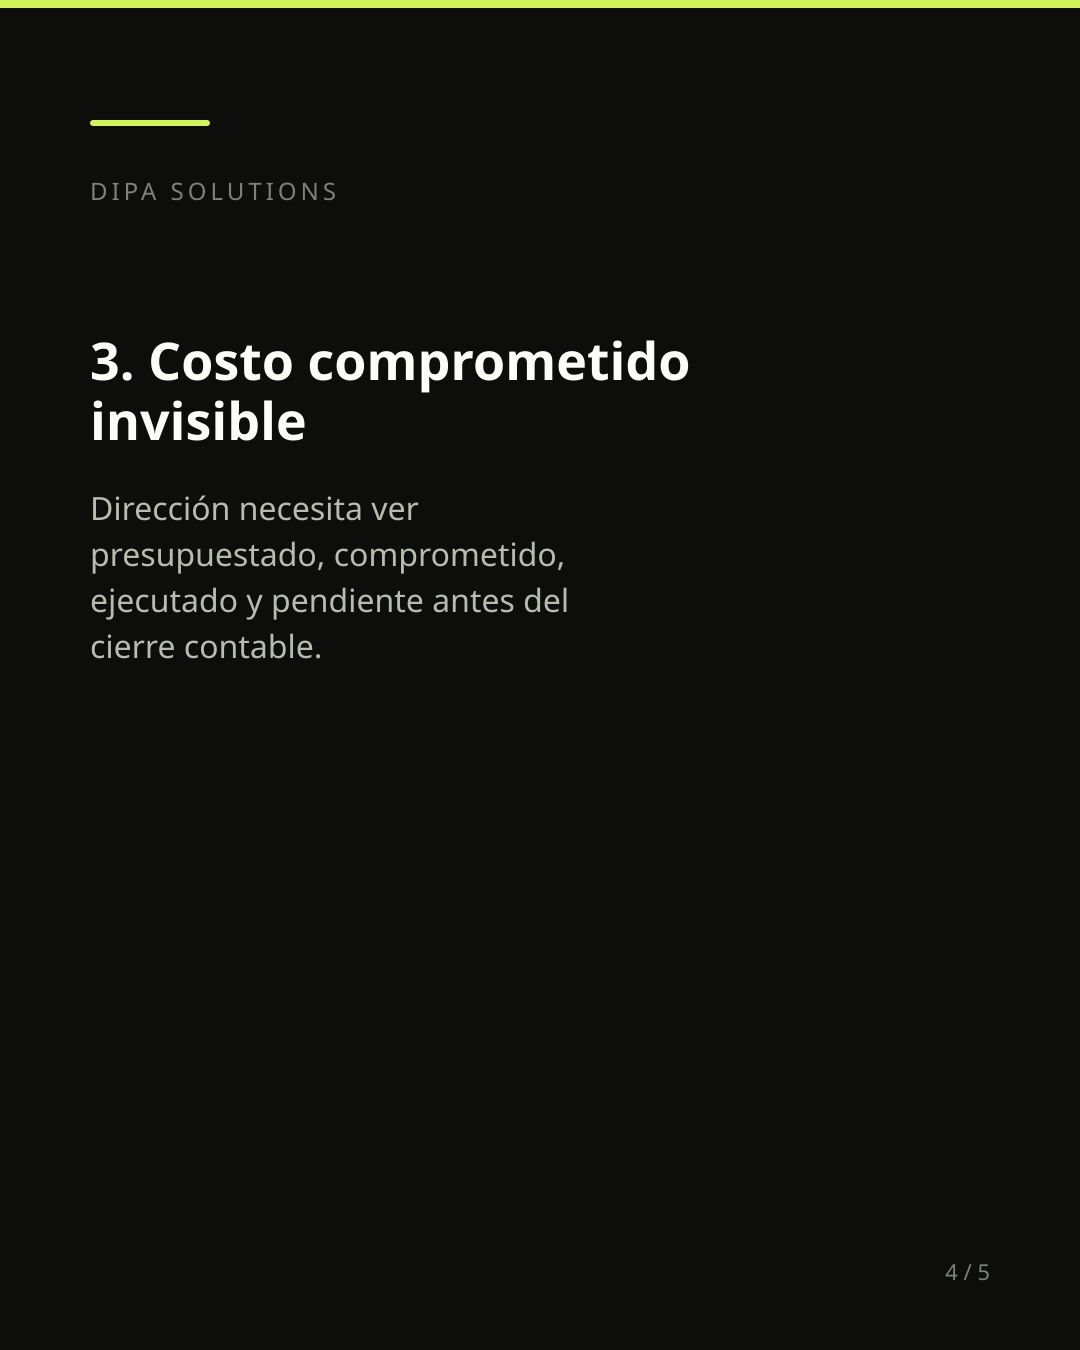 DIPA SOLUTIONS
3. Costo comprometido
invisible
Dirección necesita ver
presupuestado, comprometido,
ejecutado y pendiente antes del
cierre contable.
4 / 5